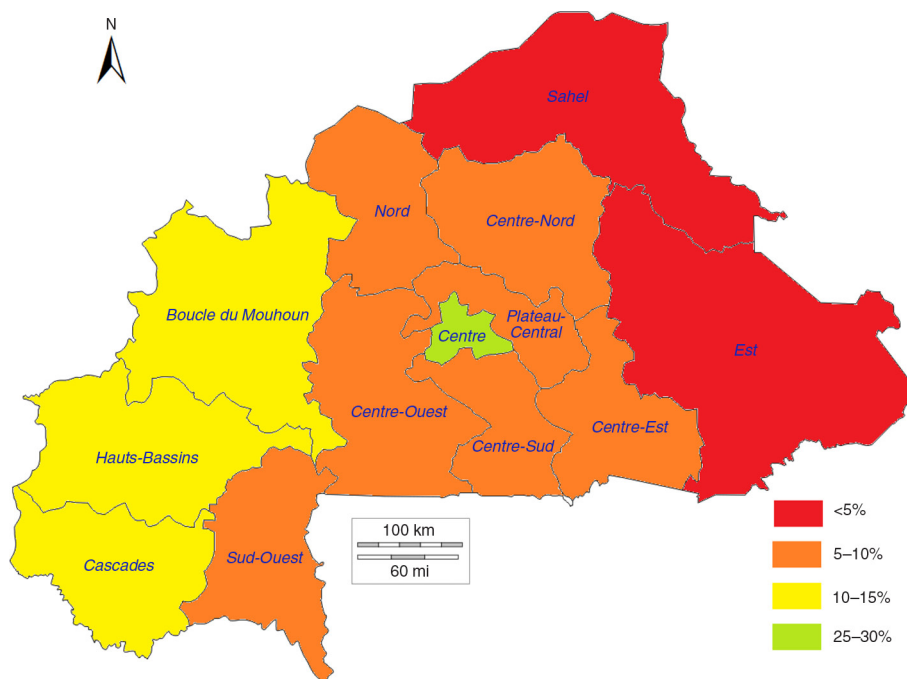 N
Sahel
Nord
Centre-Nord
Boucle du Mouhoun
Centre
Plateau-
Central
Est
Centre-Ouest
Centre-Sud
Centre-Est
Hauts-Bassins
Cascades
Sud-Ouest
100 km
60 mi
<5%
5–10%
10–15%
25–30%